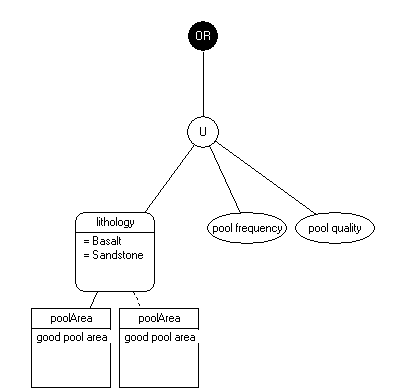 OR
U
lithology
= Basalt
= Sandstone
pool frequency
pool quality
poolArea
good pool area
poolArea
good pool area